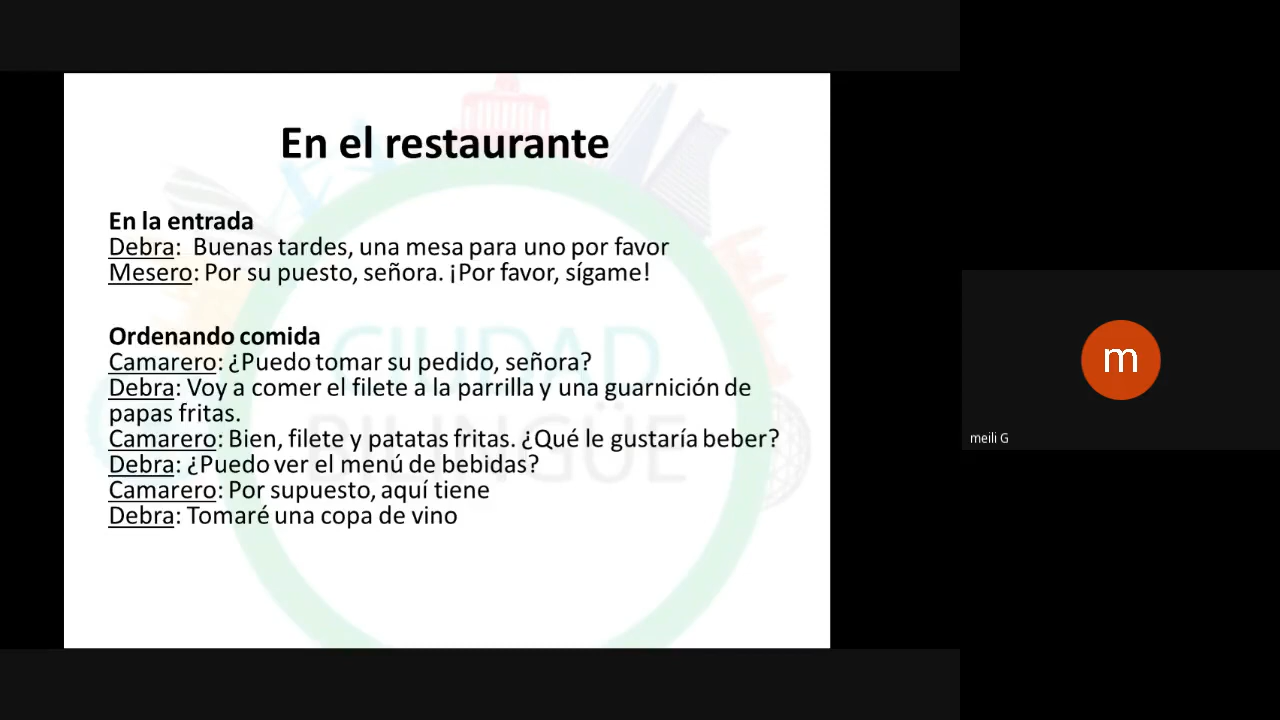 En el restaurante
En la entrada
Debra:  Buenas tardes, una mesa para uno por favor
Mesero: Por su puesto, señora. ¡Por favor, sígame!
Ordenando comida
Camarero: ¿Puedo tomar su pedido, señora?
Debra: Voy a comer el filete a la parrilla y una guarnición de
papas fritas.
Camarero: Bien, filete y patatas fritas. ¿Qué le gustaría beber?
Debra: ¿Puedo ver el menú de bebidas?
Camarero: Por supuesto, aquí tiene
Debra: Tomaré una copa de vino
CIUDAD
BILINGÜE
m
meili G